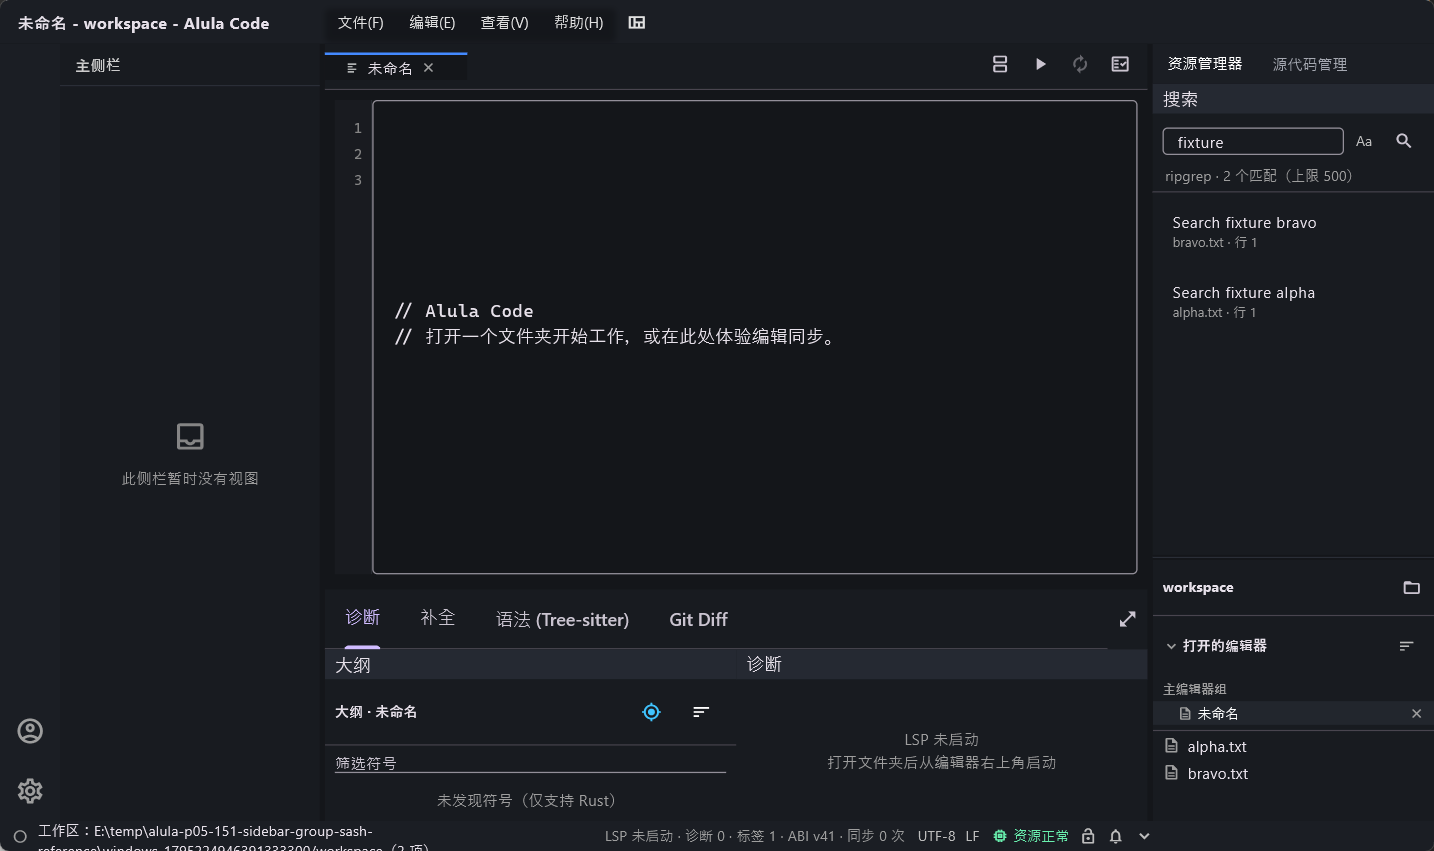 未命名 - workspace - Alula Code
文件(F) 编辑(E) 查看(V) 帮助(H)
主侧栏
未命名
资源管理器 源代码管理
搜索
fixture Aa
ripgrep · 2 个匹配（上限 500）
Search fixture bravo
bravo.txt · 行 1
Search fixture alpha
alpha.txt · 行 1
1
2
3
// Alula Code
// 打开一个文件夹开始工作，或在此处体验编辑同步。
此侧栏暂时没有视图
诊断 补全 语法 (Tree-sitter) Git Diff
大纲
诊断
大纲 · 未命名
筛选符号
未发现符号（仅支持 Rust）
LSP 未启动
打开文件夹后从编辑器右上角启动
workspace
打开的编辑器
主编辑器组
未命名
alpha.txt
bravo.txt
工作区：E:\temp\alula-p05-151-sidebar-group-sash-
LSP 未启动 · 诊断 0 · 标签 1 · ABI v41 · 同步 0 次 UTF-8 LF 资源正常